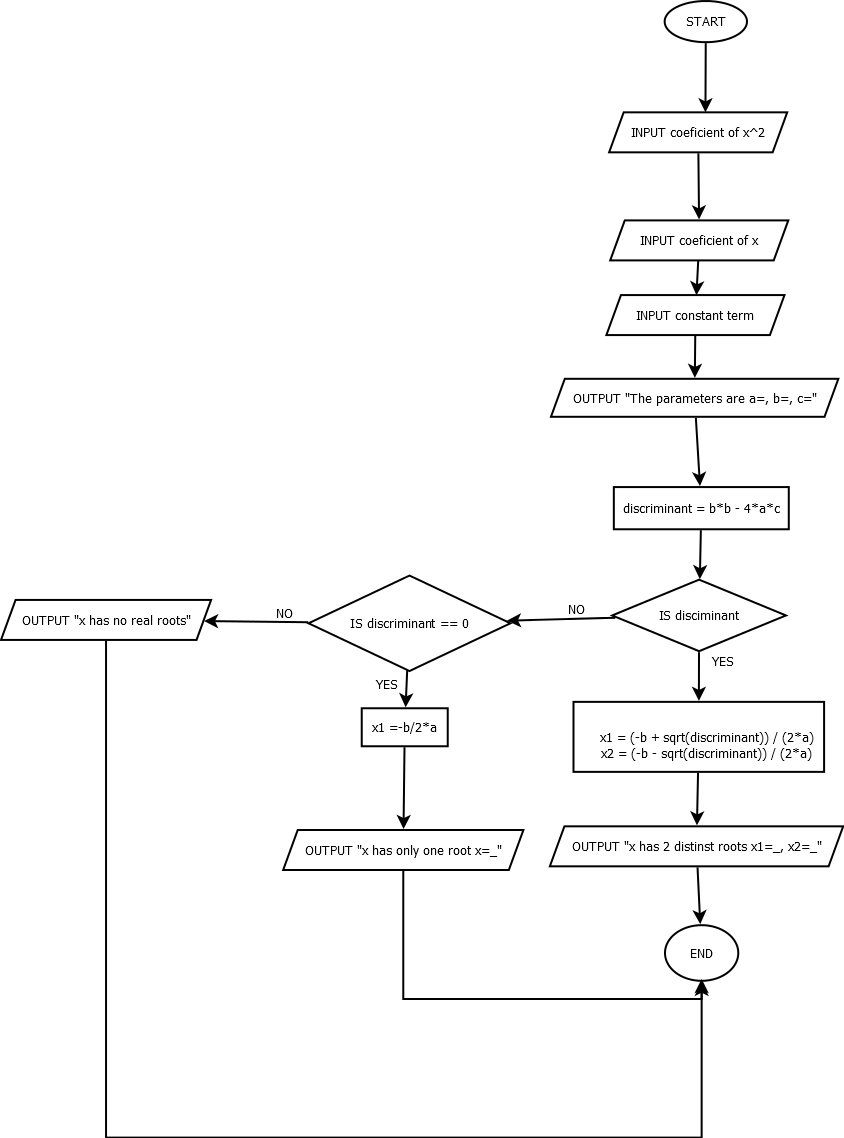 START
INPUT coeficient of x^2
INPUT coeficient of x
INPUT constant term
OUTPUT "The parameters are a=, b=, c="
discriminant = b*b - 4*a*c
IS disciminant
NO
YES
IS discriminant == 0
NO
YES
OUTPUT "x has no real roots"
x1 =-b/2*a
x1 = (-b + sqrt(discriminant)) / (2*a)
x2 = (-b - sqrt(discriminant)) / (2*a)
OUTPUT "x has only one root x=_"
OUTPUT "x has 2 distinst roots x1=_, x2=_"
END